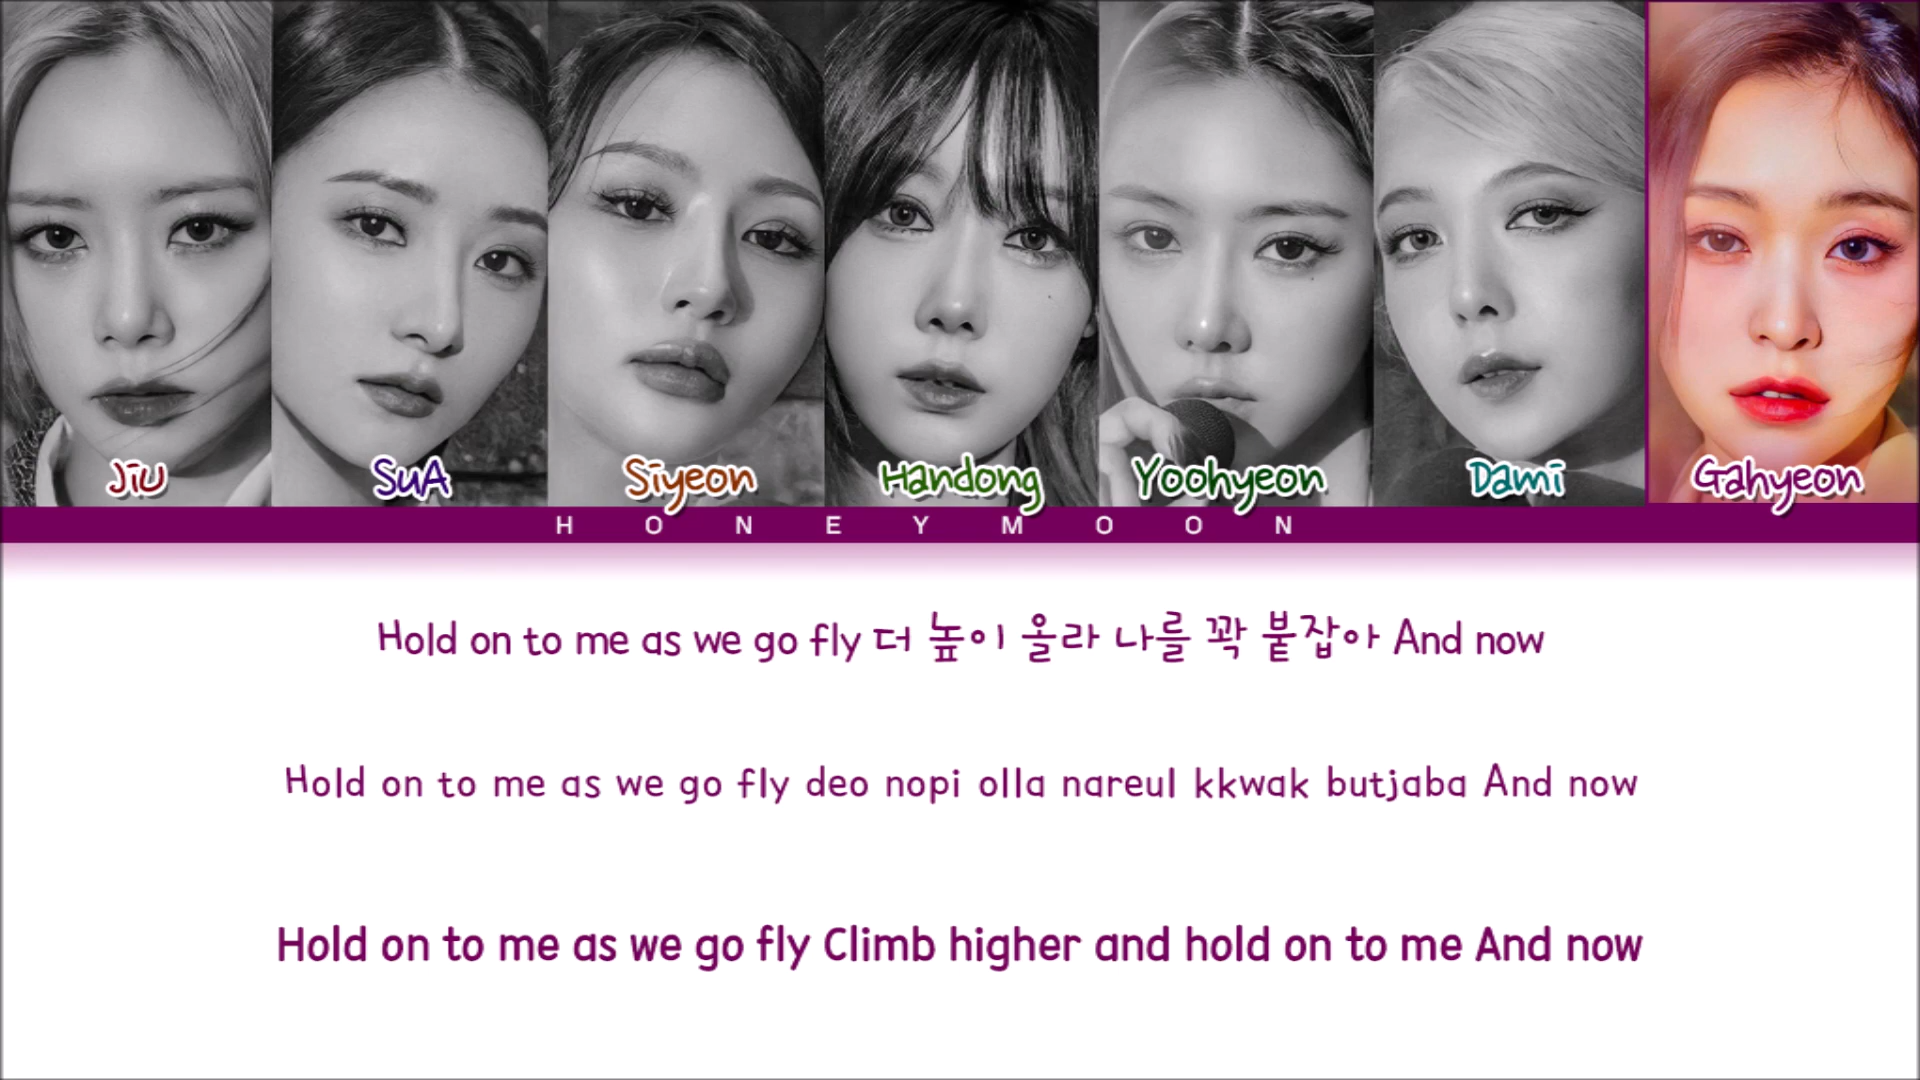 JiU SuA Siyeon Handong Yoohyeon Dami Gahyeon
HONEYMOON
Hold on to me as we go fly 더 높이 올라 나를 꽉 붙잡아 And now
Hold on to me as we go fly deo nopi olla nareul kkwak butjaba And now
Hold on to me as we go fly Climb higher and hold on to me And now